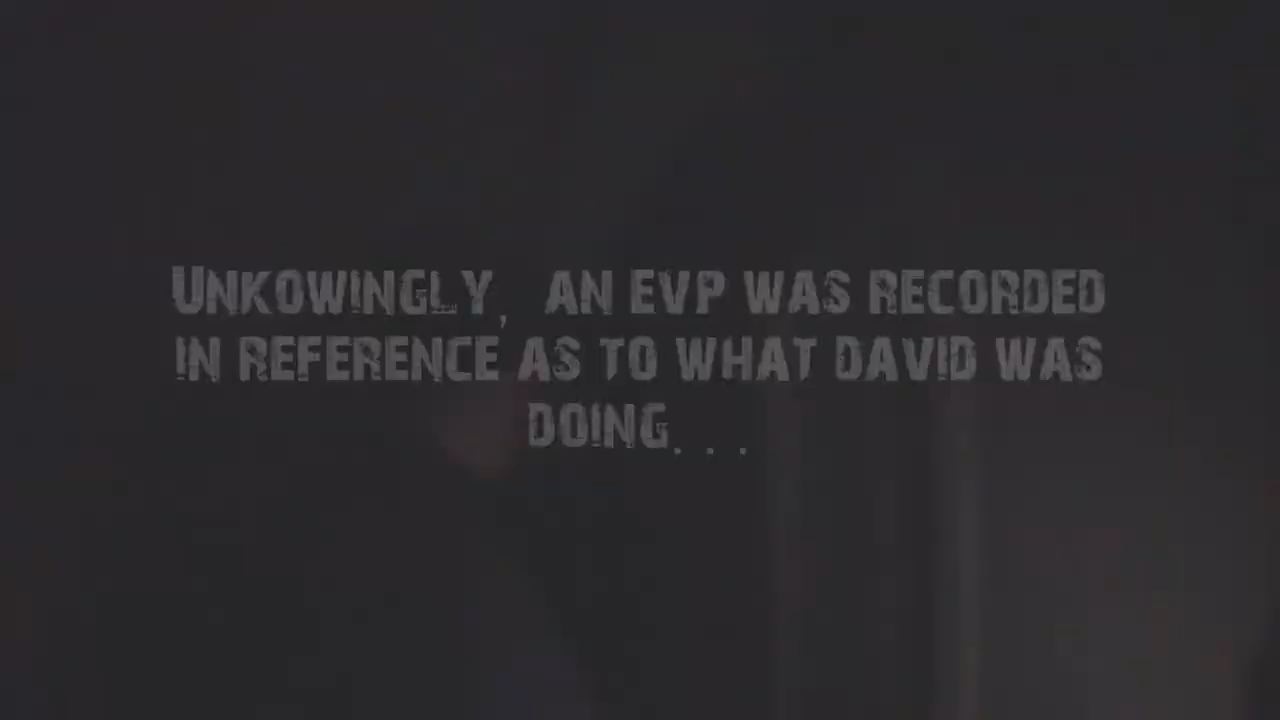 Unkowingly, an EVP was recorded
in reference as to what David was
doing...